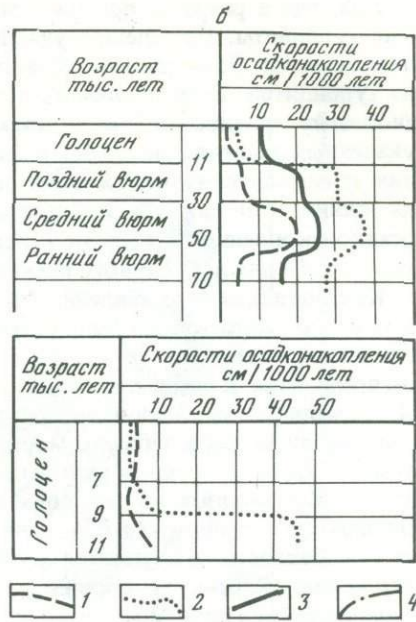 б
Возраст
тыс. лет
Скорости
осадконакопления
см/1000 лет
10 20 30 40
Голоцен
11
Поздний вюрм
30
Средний вюрм
50
Ранний вюрм
70
Возраст
тыс. лет
Скорости осадконакопления
см/1000 лет
10 20 30 40 50
Голоцен
7
9
11
1 2 3 4